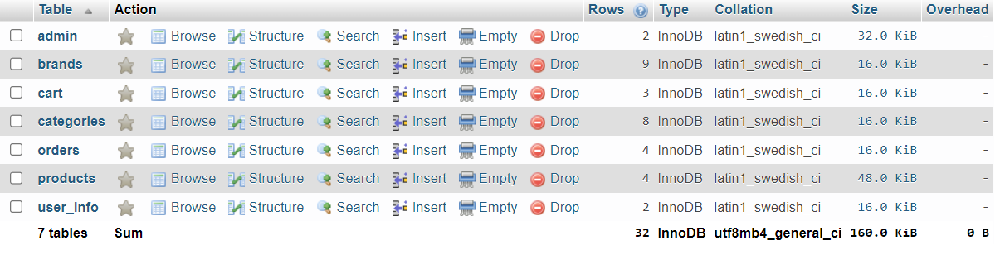 Table Action Rows Type Collation Size Overhead
admin Browse Structure Search Insert Empty Drop 2 InnoDB latin1_swedish_ci 32.0 KiB -
brands Browse Structure Search Insert Empty Drop 9 InnoDB latin1_swedish_ci 16.0 KiB -
cart Browse Structure Search Insert Empty Drop 3 InnoDB latin1_swedish_ci 16.0 KiB -
categories Browse Structure Search Insert Empty Drop 8 InnoDB latin1_swedish_ci 16.0 KiB -
orders Browse Structure Search Insert Empty Drop 4 InnoDB latin1_swedish_ci 16.0 KiB -
products Browse Structure Search Insert Empty Drop 4 InnoDB latin1_swedish_ci 48.0 KiB -
user_info Browse Structure Search Insert Empty Drop 2 InnoDB latin1_swedish_ci 16.0 KiB -
7 tables Sum 32 InnoDB utf8mb4_general_ci 160.0 KiB 0 B